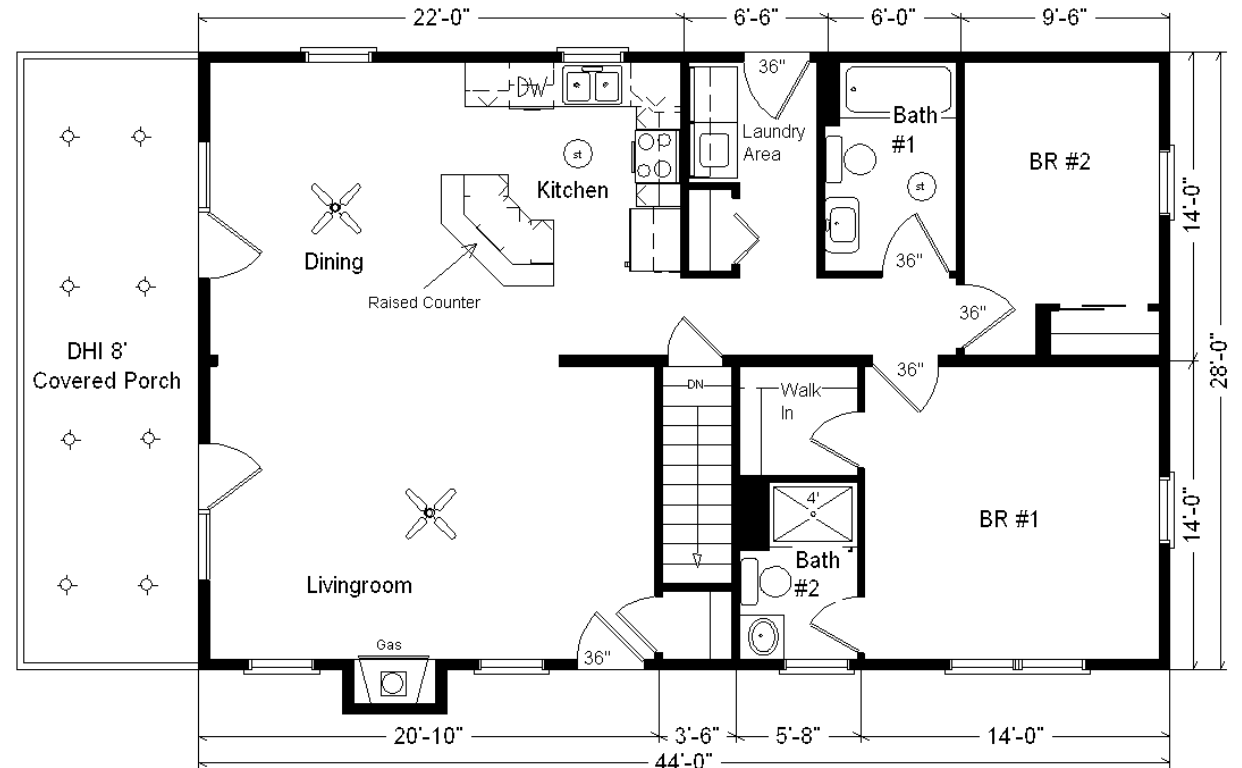 22'-0"
6'-6"
6'-0"
9'-6"
DW
36"
Laundry
Area
Bath
#1
BR #2
st
Kitchen
st
14'-0"
Dining
36"
Raised Counter
36"
DHI 8'
Covered Porch
36"
28'-0"
DN
Walk
In
4'
BR #1
14'-0"
Bath
#2
Livingroom
Gas
36"
20'-10"
3'-6"
5'-8"
14'-0"
44'-0"